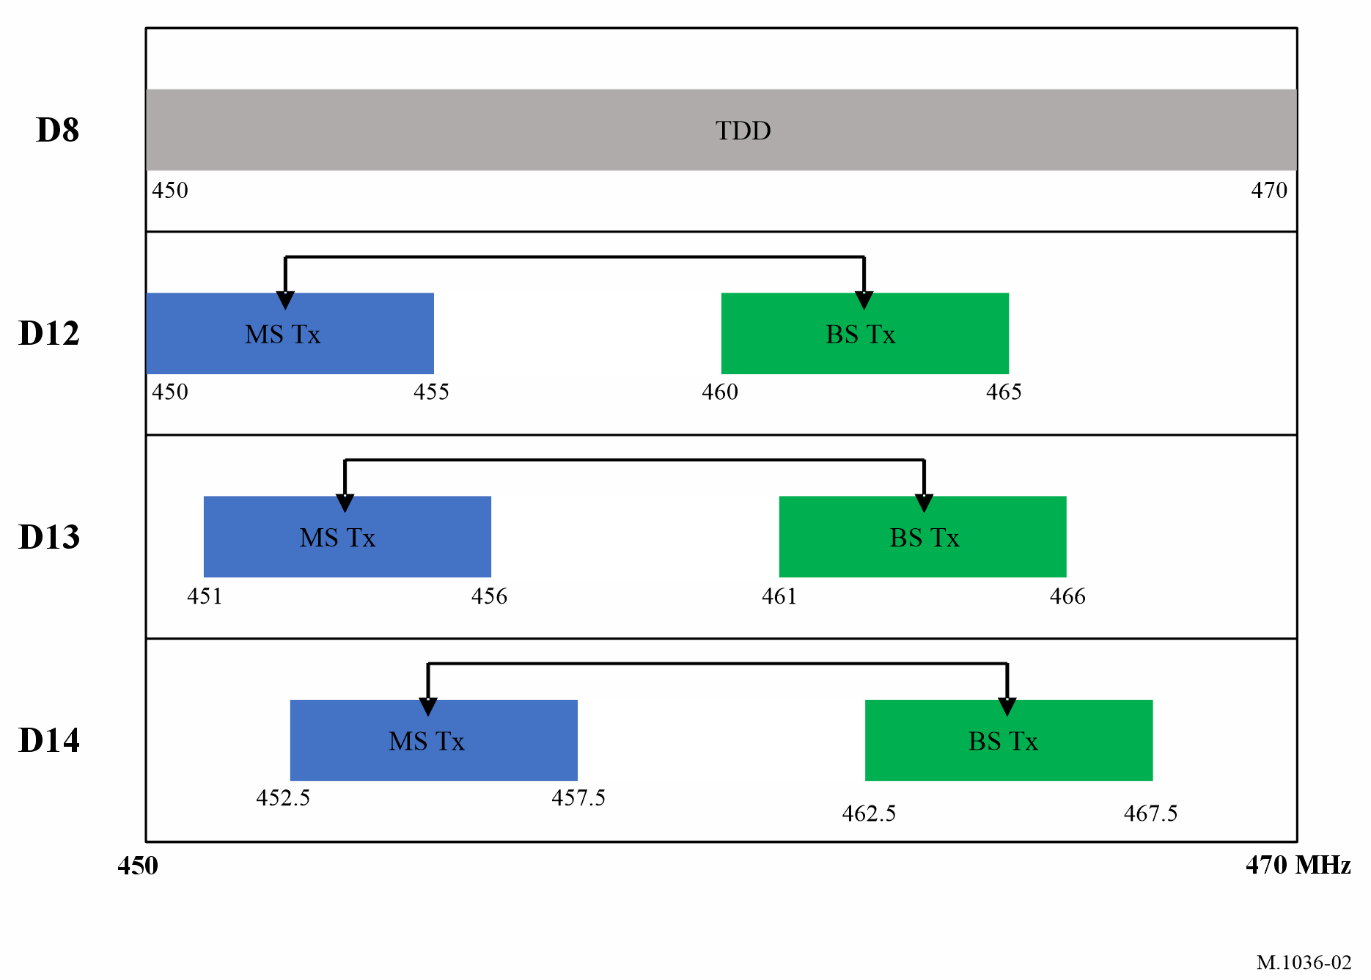 D8
TDD
450 470
D12
MS Tx BS Tx
450 455 460 465
D13
MS Tx BS Tx
451 456 461 466
D14
MS Tx BS Tx
452.5 457.5 462.5 467.5
450 470 MHz
M.1036-02